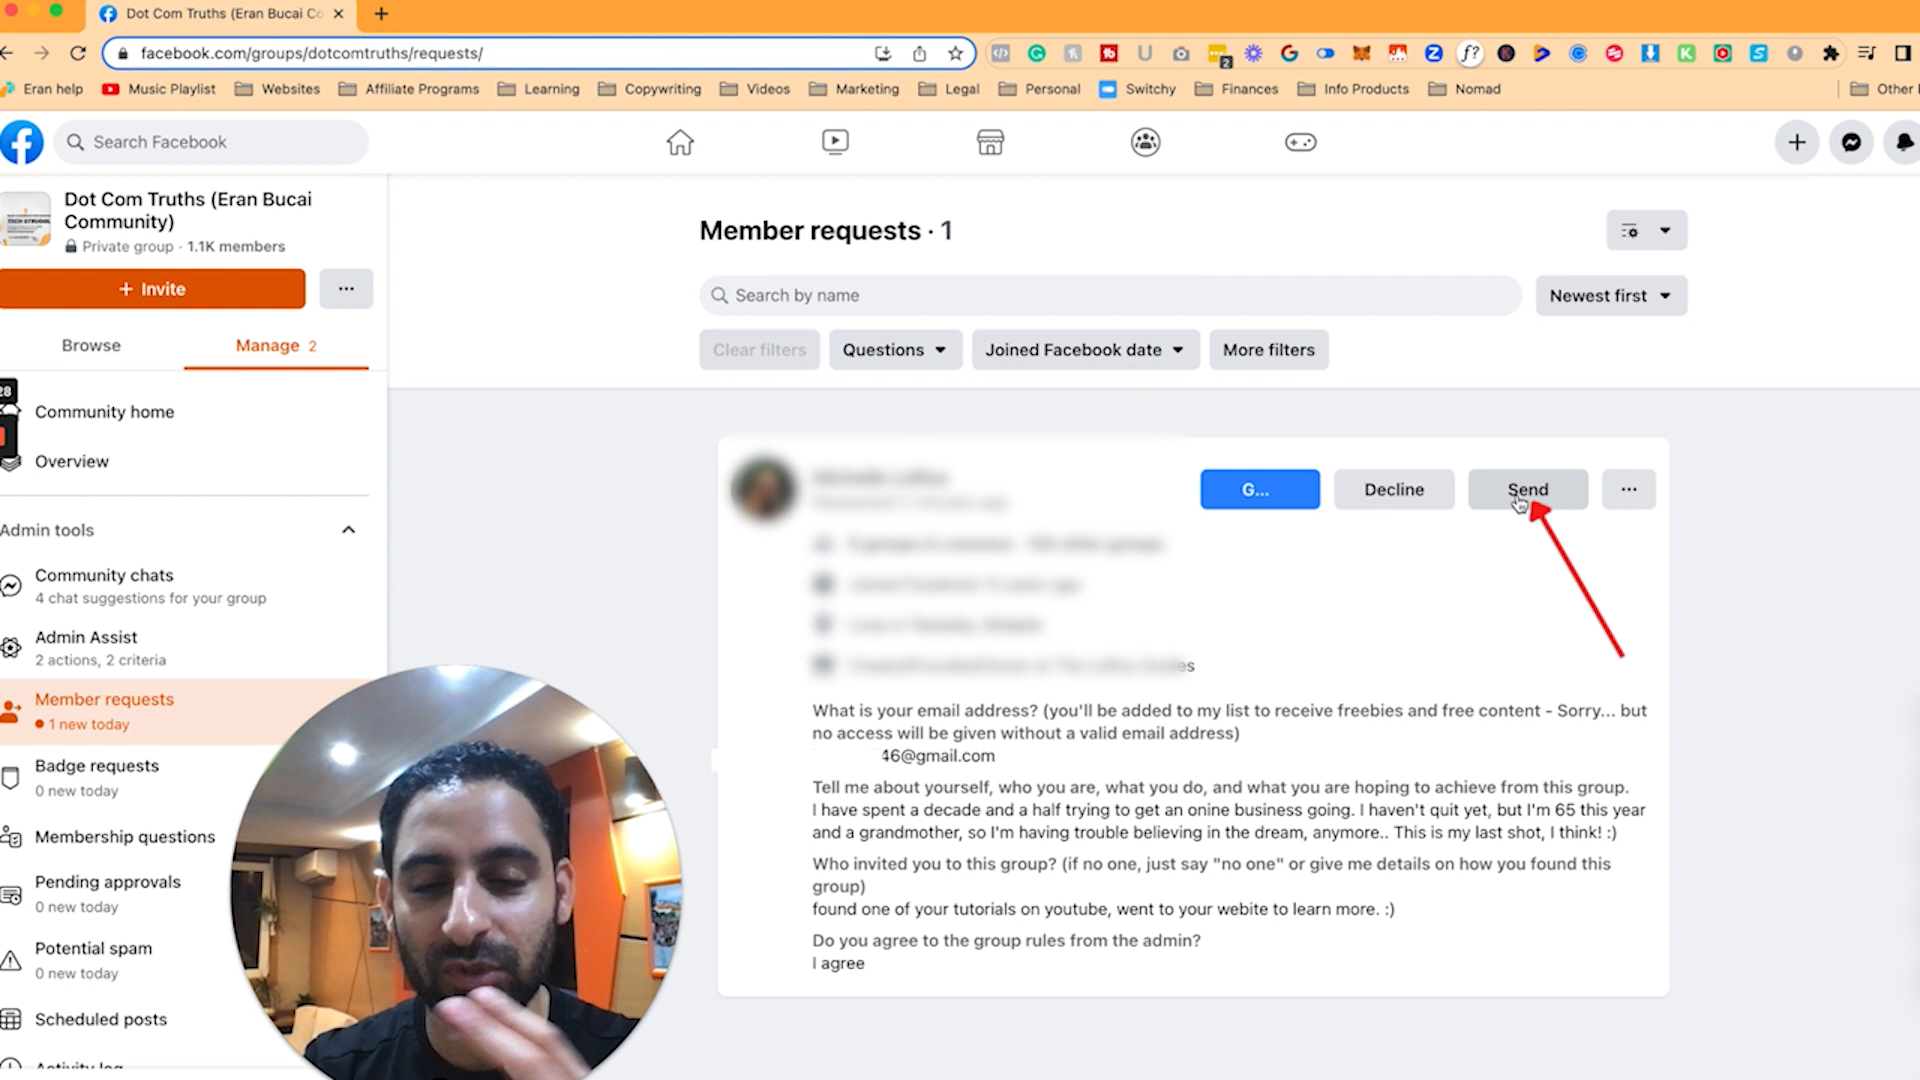 Dot Com Truths (Eran Bucai Co
facebook.com/groups/dotcomtruths/requests/
2
Eran help
Music Playlist
Websites
Affiliate Programs
Learning
Copywriting
Videos
Marketing
Legal
Personal
Switchy
Finances
Info Products
Nomad
Other
Search Facebook
Dot Com Truths (Eran Bucai
Community)
Private group · 1.1K members
+ Invite
Browse
Manage 2
28
Community home
Overview
Admin tools
Community chats
4 chat suggestions for your group
Admin Assist
2 actions, 2 criteria
Member requests
1 new today
Badge requests
0 new today
Membership questions
Pending approvals
0 new today
Potential spam
0 new today
Scheduled posts
Activity log
Member requests · 1
Search by name
Newest first
Clear filters
Questions
Joined Facebook date
More filters
G...
Decline
Send
es
What is your email address? (you'll be added to my list to receive freebies and free content - Sorry... but
no access will be given without a valid email address)
46@gmail.com
Tell me about yourself, who you are, what you do, and what you are hoping to achieve from this group.
I have spent a decade and a half trying to get an onine business going. I haven't quit yet, but I'm 65 this year
and a grandmother, so I'm having trouble believing in the dream, anymore.. This is my last shot, I think! :)
Who invited you to this group? (if no one, just say "no one" or give me details on how you found this
group)
found one of your tutorials on youtube, went to your webite to learn more. :)
Do you agree to the group rules from the admin?
I agree